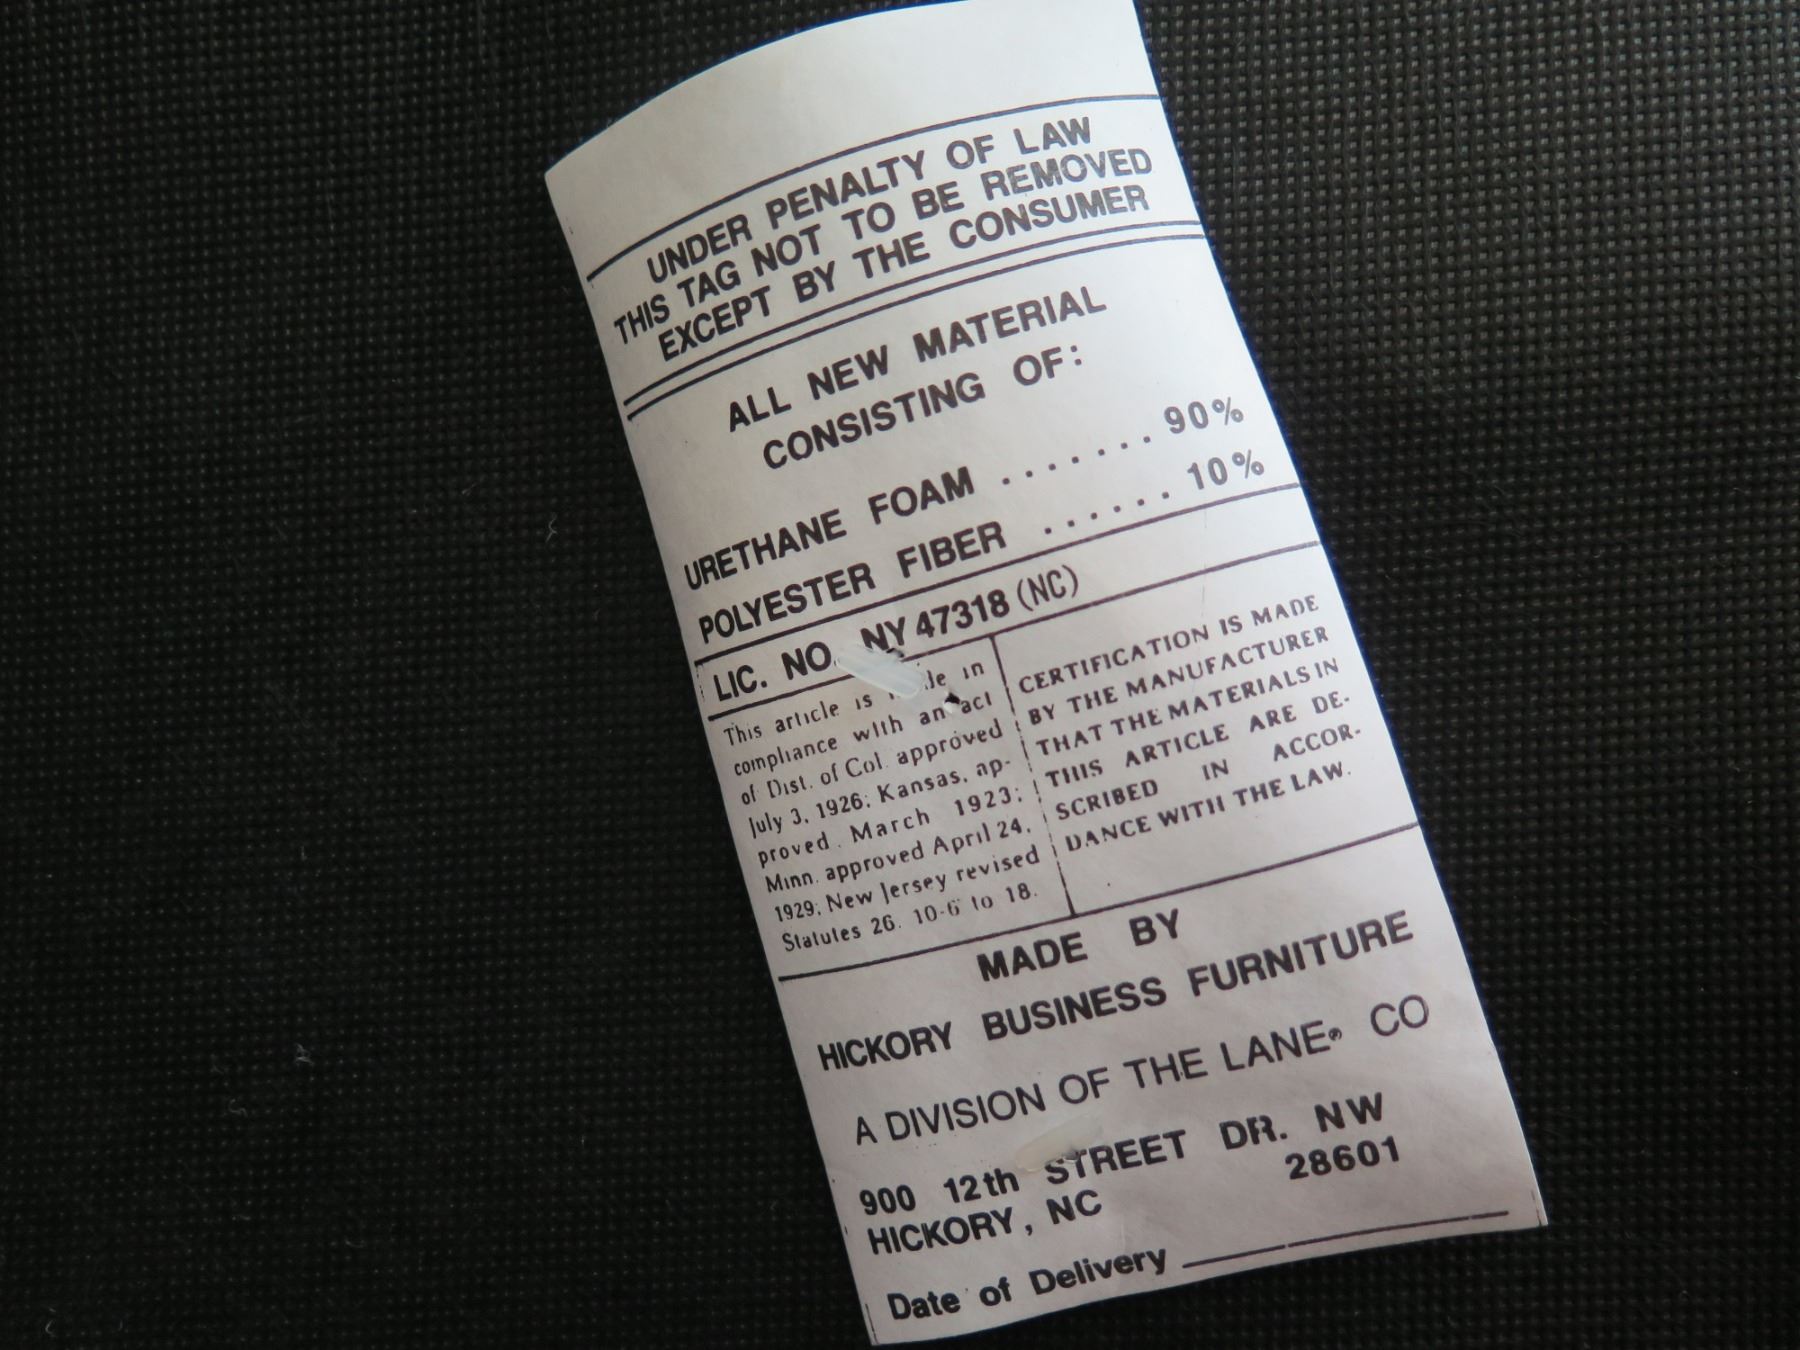 UNDER PENALTY OF LAW
THIS TAG NOT TO BE REMOVED
EXCEPT BY THE CONSUMER
ALL NEW MATERIAL
CONSISTING OF:
URETHANE FOAM ....... 90%
POLYESTER FIBER ...... 10%
LIC. NO. NY 47318 (NC)
This article is in
compliance with an act
of Dist. of Col. approved
July 3, 1926; Kansas, ap-
proved March 1923;
Minn. approved April 24,
1929; New Jersey revised
Statutes 26. 10-6 to 18.
CERTIFICATION IS MADE
BY THE MANUFACTURER
THAT THE MATERIALS IN
THIS ARTICLE ARE DE-
SCRIBED IN ACCOR-
DANCE WITH THE LAW.
MADE BY
HICKORY BUSINESS FURNITURE
A DIVISION OF THE LANE® CO
900 12th STREET DR. NW
HICKORY, NC 28601
Date of Delivery